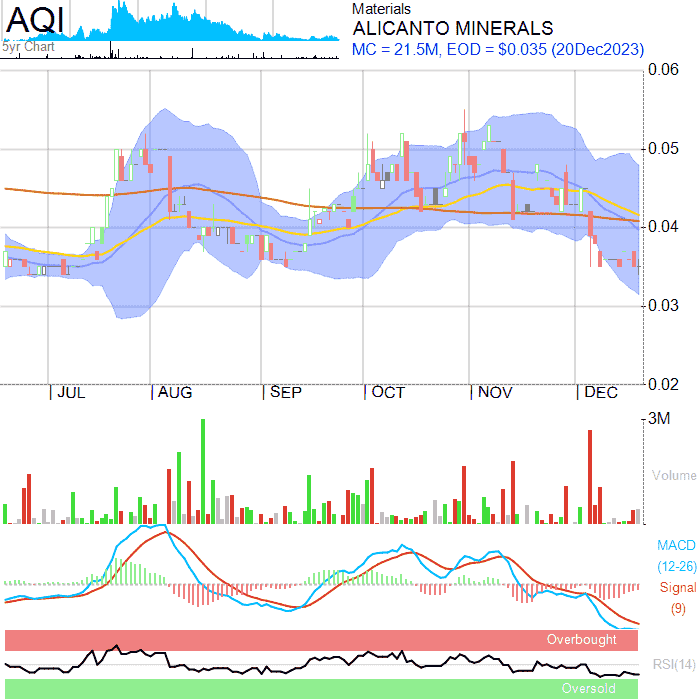 AQI
Materials
ALICANTO MINERALS
MC = 21.5M, EOD = $0.035 (20Dec2023)
5yr Chart
0.06
0.05
0.04
0.03
0.02
JUL AUG SEP OCT NOV DEC
3M
Volume
MACD
(12-26)
Signal
(9)
Overbought
RSI(14)
Oversold